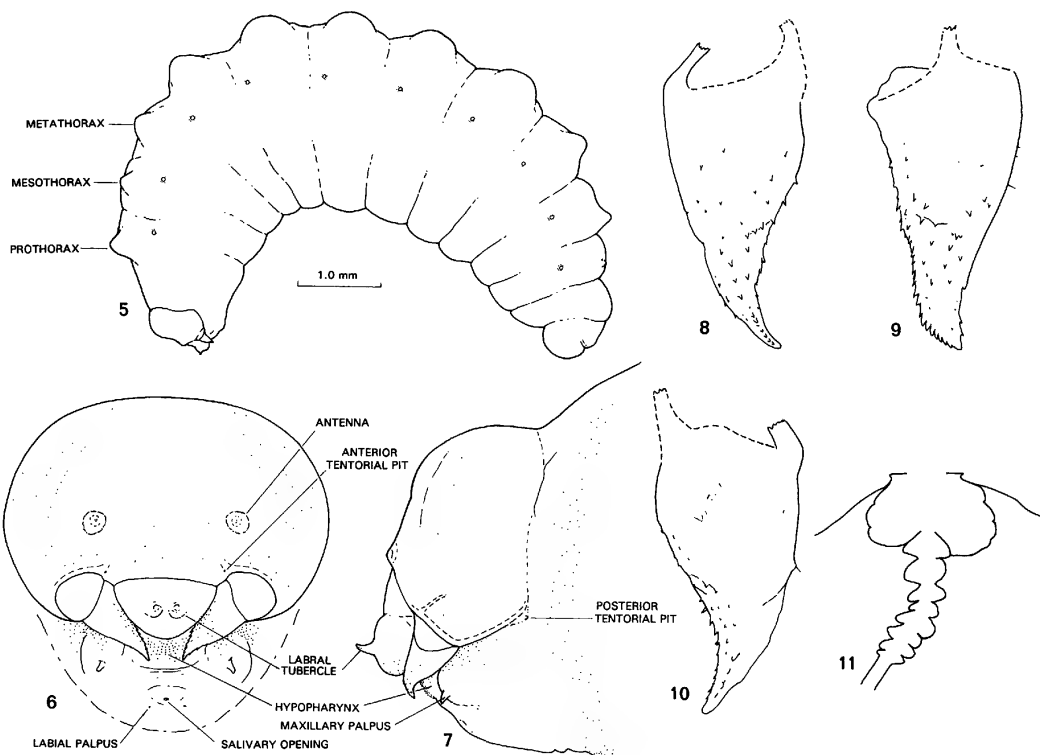 METATHORAX
MESOTHORAX
PROTHORAX
1.0 mm
5
8
9
ANTENNA
ANTERIOR
TENTORIAL PIT
POSTERIOR
TENTORIAL PIT
LABRAL
TUBERCLE
HYPOPHARYNX
MAXILLARY PALPUS
LABIAL PALPUS
SALIVARY OPENING
6
7
10
11